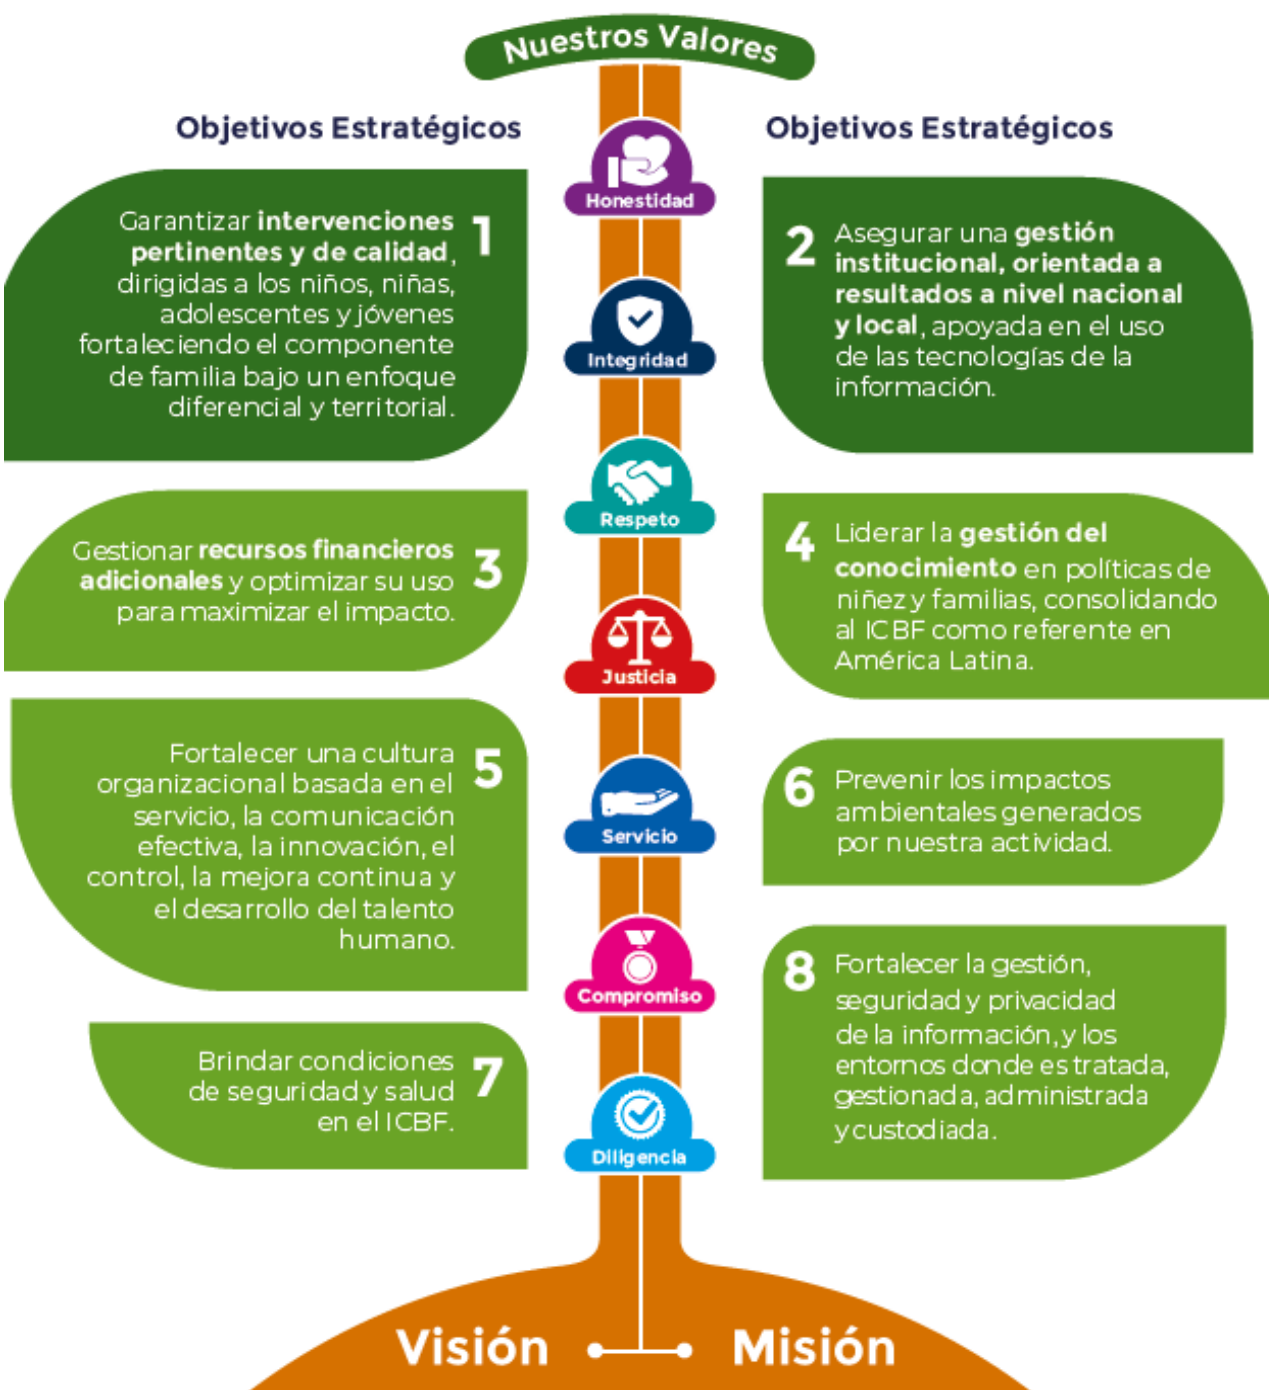 Nuestros Valores
Objetivos Estratégicos
Objetivos Estratégicos
Honestidad
1
Garantizar intervenciones
pertinentes y de calidad,
dirigidas a los niños, niñas,
adolescentes y jóvenes
fortaleciendo el componente
de familia bajo un enfoque
diferencial y territorial.
2
Asegurar una gestión
institucional, orientada a
resultados a nivel nacional
y local, apoyada en el uso
de las tecnologías de la
información.
Integridad
Respeto
Gestionar recursos financieros
adicionales y optimizar su uso
para maximizar el impacto.
3
4
Liderar la gestión del
conocimiento en políticas de
niñez y familias, consolidando
al ICBF como referente en
América Latina.
Justicia
Fortalecer una cultura
organizacional basada en el
servicio, la comunicación
efectiva, la innovación, el
control, la mejora continua y
el desarrollo del talento
humano.
5
Servicio
6
Prevenir los impactos
ambientales generados
por nuestra actividad.
Compromiso
Brindar condiciones
de seguridad y salud
en el ICBF.
7
8
Fortalecer la gestión,
seguridad y privacidad
de la información, y los
entornos donde es tratada,
gestionada, administrada
y custodiada.
Diligencia
Visión
Misión